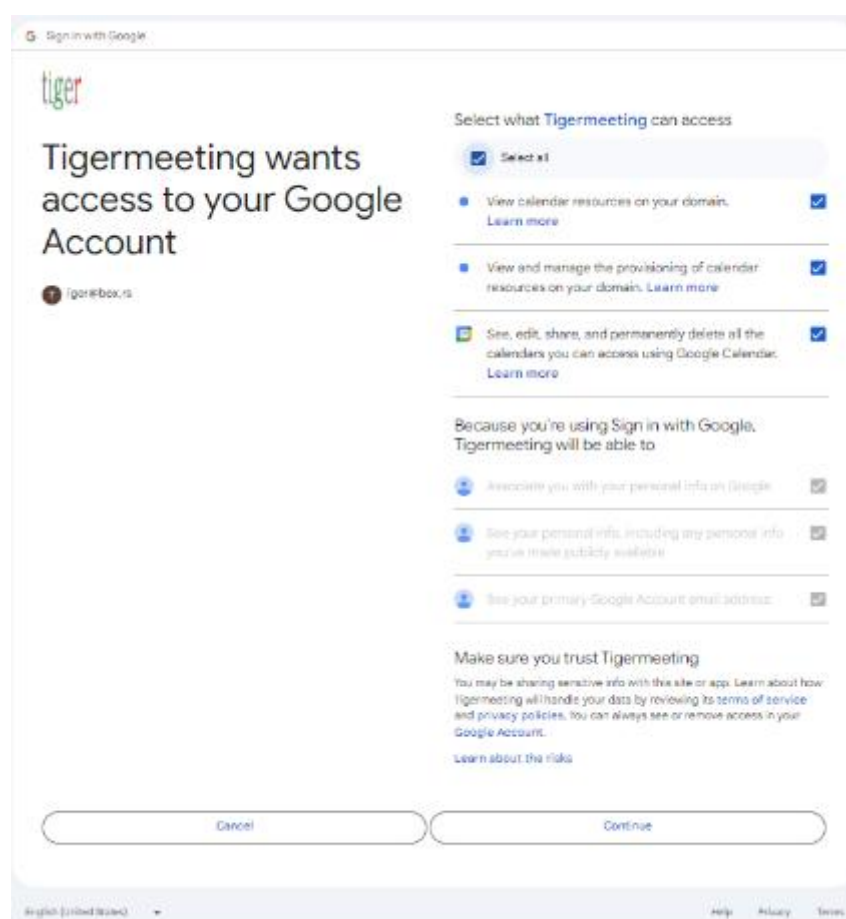 Sign in with Google
tiger
Tigermeeting wants
access to your Google
Account
Select what Tigermeeting can access
Select all
View calendar resources on your domain.
Learn more
View and manage the provisioning of calendar
resources on your domain. Learn more
See, edit, share, and permanently delete all the
calendars you can access using Google Calendar.
Learn more
Because you're using Sign in with Google,
Tigermeeting will be able to
Associate you with your personal info on Google
See your personal info, including any personal info
you've made publicly available
See your primary Google Account email address
Make sure you trust Tigermeeting
You may be sharing sensitive info with this site or app. Learn about how
Tigermeeting will handle your data by reviewing its terms of service
and privacy policies. You can always see or remove access in your
Google Account.
Learn about the risks
Cancel
Continue
English (United States)
Help
Privacy
Terms